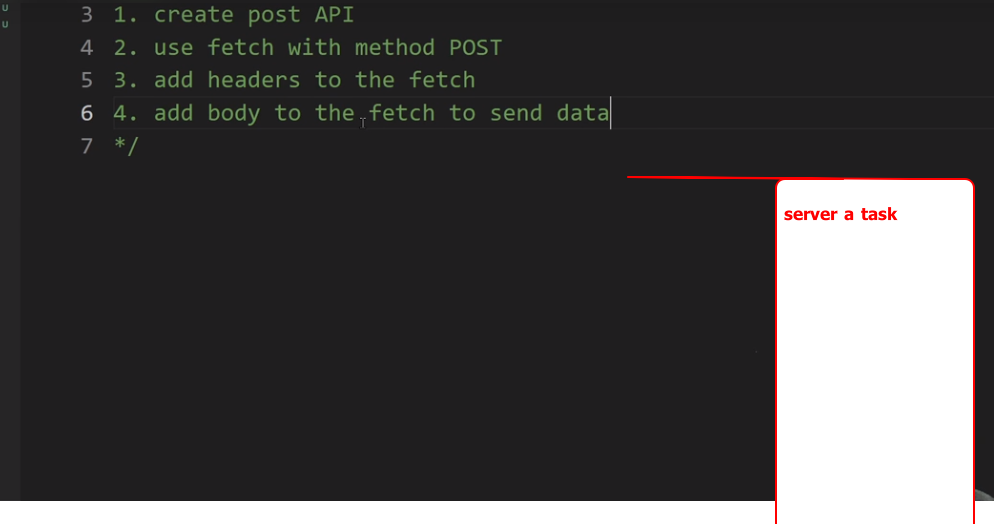 3 1. create post API
4 2. use fetch with method POST
5 3. add headers to the fetch
6 4. add body to the fetch to send data
7 */
server a task